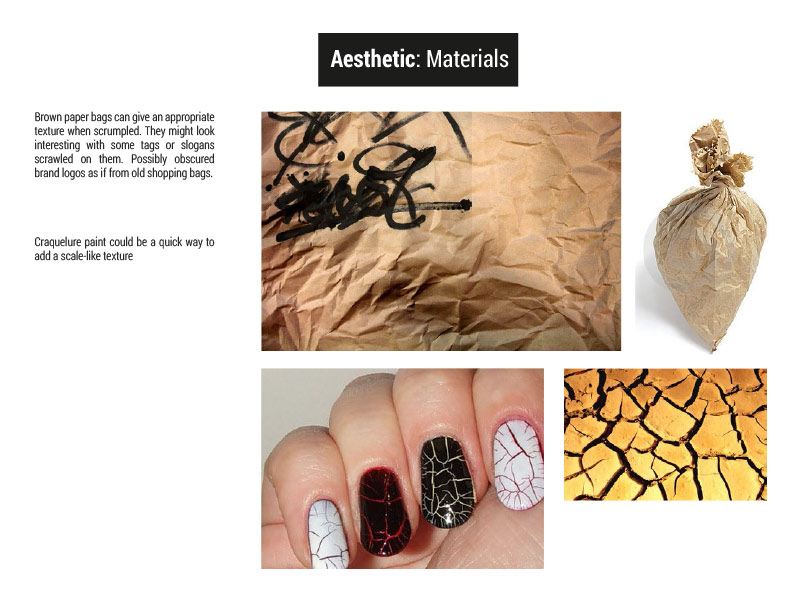 Aesthetic: Materials
Brown paper bags can give an appropriate
texture when scrumpled. They might look
interesting with some tags or slogans
scrawled on them. Possibly obscured
brand logos as if from old shopping bags.
Craquelure paint could be a quick way to
add a scale-like texture